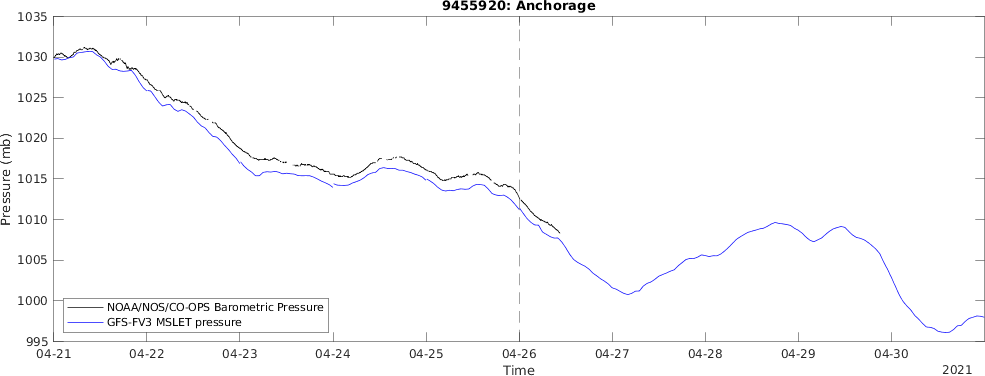 9455920: Anchorage
1035
1030
1025
1020
1015
1010
1005
1000
995
Pressure (mb)
NOAA/NOS/CO-OPS Barometric Pressure
GFS-FV3 MSLET pressure
04-21 04-22 04-23 04-24 04-25 04-26 04-27 04-28 04-29 04-30
Time
2021